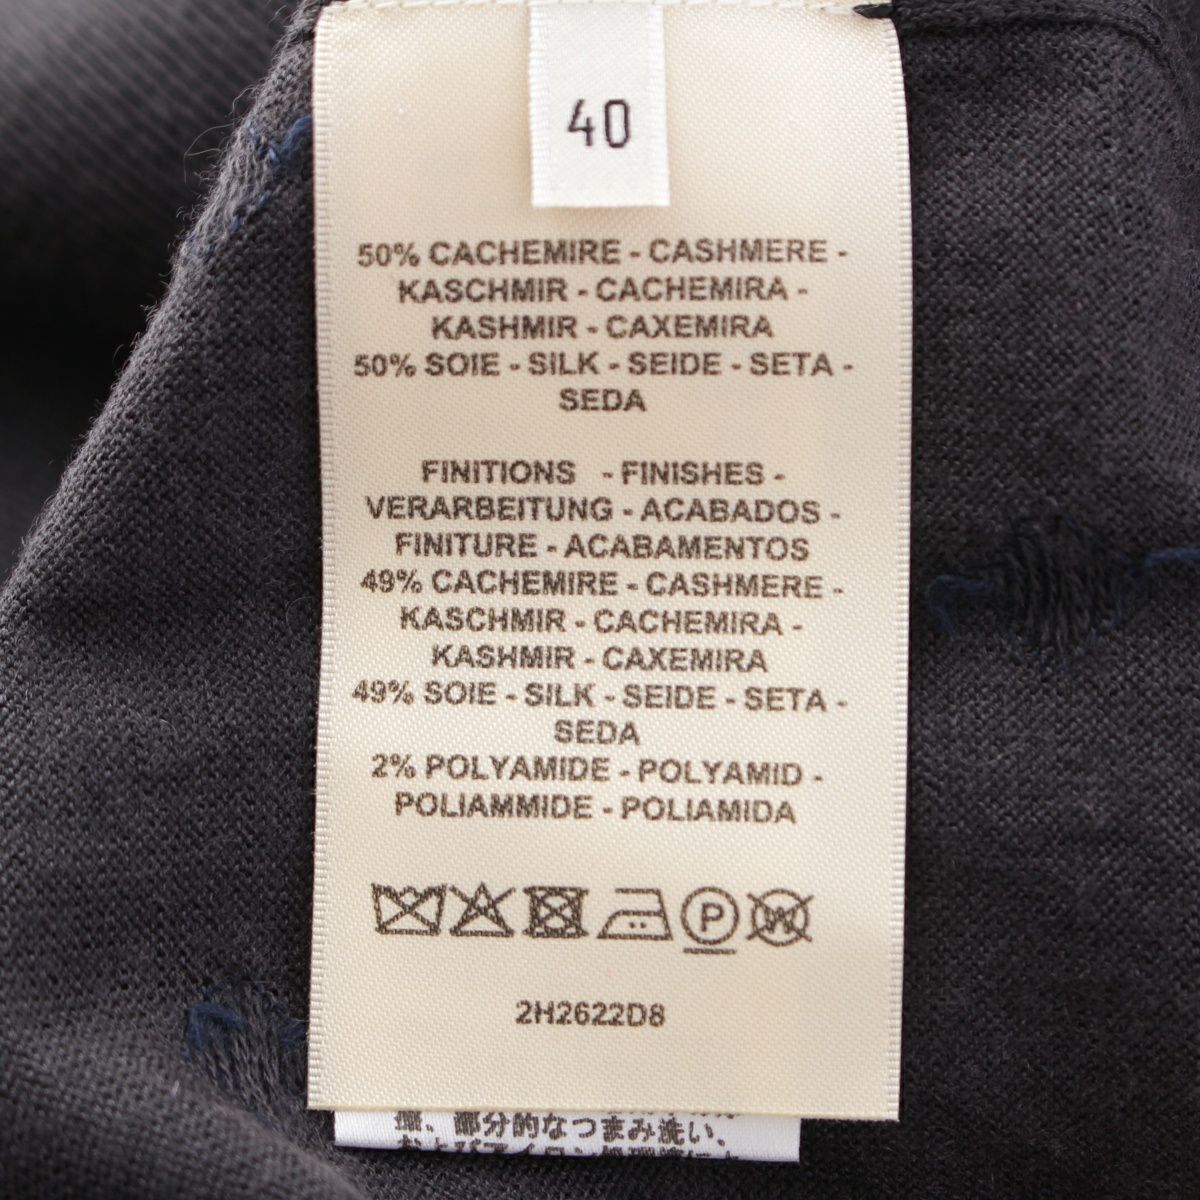 40
50% CACHEMIRE - CASHMERE -
KASCHMIR - CACHEMIRA -
KASHMIR - CAXEMIRA
50% SOIE - SILK - SEIDE - SETA -
SEDA
FINITIONS - FINISHES -
VERARBEITUNG - ACABADOS -
FINITURE - ACABAMENTOS
49% CACHEMIRE - CASHMERE -
KASCHMIR - CACHEMIRA -
KASHMIR - CAXEMIRA
49% SOIE - SILK - SEIDE - SETA -
SEDA
2% POLYAMIDE - POLYAMID -
POLIAMMIDE - POLIAMIDA
P W
2H2622D8
部分的なつまみ洗い、